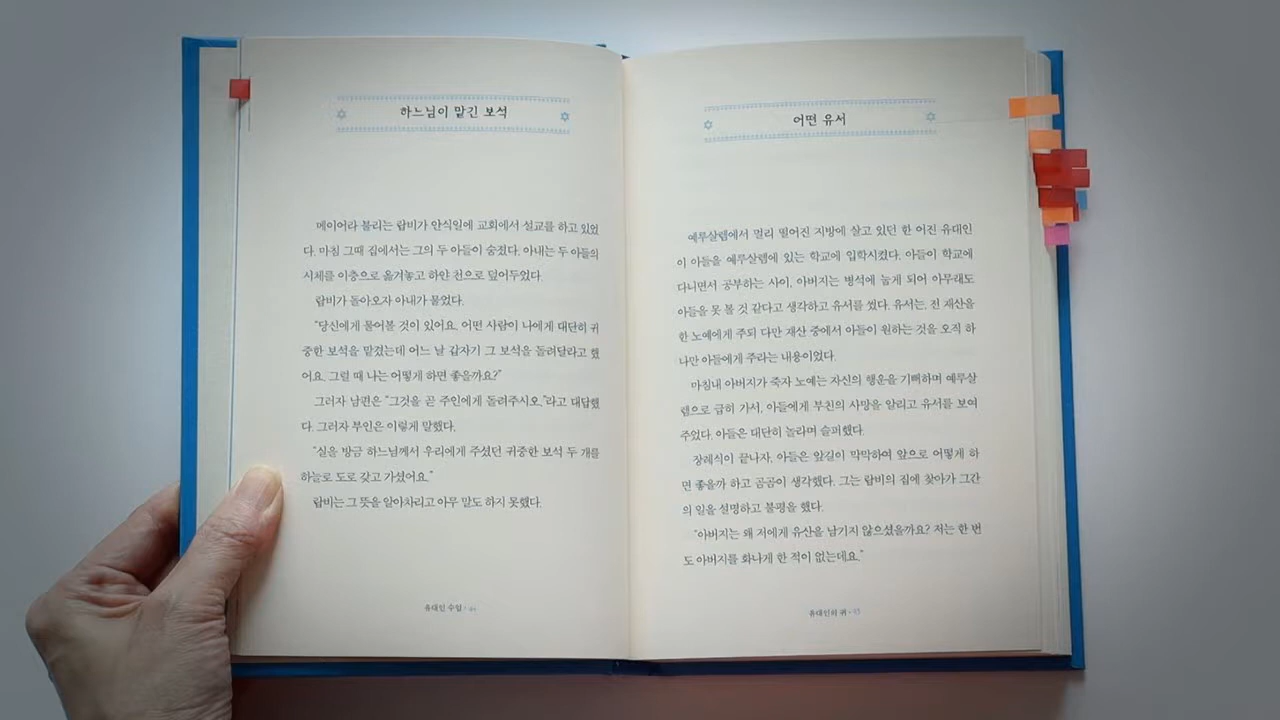 하느님이 맡긴 보석
메이어라 불리는 랍비가 안식일에 교회에서 설교를 하고 있었
다. 마침 그때 집에서는 그의 두 아들이 숨졌다. 아내는 두 아들의
시체를 이층으로 옮겨놓고 하얀 천으로 덮어두었다.
랍비가 돌아오자 아내가 물었다.
“당신에게 물어볼 것이 있어요. 어떤 사람이 나에게 대단히 귀
중한 보석을 맡겼는데 어느 날 갑자기 그 보석을 돌려달라고 했
어요. 그럴 때 나는 어떻게 하면 좋을까요?”
그러자 남편은 “그것을 곧 주인에게 돌려주시오.”라고 대답했
다. 그러자 부인은 이렇게 말했다.
“실은 방금 하느님께서 우리에게 주셨던 귀중한 보석 두 개를
하늘로 도로 갖고 가셨어요.”
랍비는 그 뜻을 알아차리고 아무 말도 하지 못했다.
유대인 수업 •
어떤 유서
예루살렘에서 멀리 떨어진 지방에 살고 있던 한 어진 유대인
이 아들을 예루살렘에 있는 학교에 입학시켰다. 아들이 학교에
다니면서 공부하는 사이, 아버지는 병석에 눕게 되어 아무래도
아들을 못 볼 것 같다고 생각하고 유서를 썼다. 유서는, 전 재산을
한 노예에게 주되 다만 재산 중에서 아들이 원하는 것을 오직 하
나만 아들에게 주라는 내용이었다.
마침내 아버지가 죽자 노예는 자신의 행운을 기뻐하며 예루살
렘으로 급히 가서, 아들에게 부친의 사망을 알리고 유서를 보여
주었다. 아들은 대단히 놀라며 슬퍼했다.
장례식이 끝나자, 아들은 앞길이 막막하여 앞으로 어떻게 하
면 좋을까 하고 곰곰이 생각했다. 그는 랍비의 집에 찾아가 그간
의 일을 설명하고 불평을 했다.
“아버지는 왜 저에게 유산을 남기지 않으셨을까요? 저는 한 번
도 아버지를 화나게 한 적이 없는데요.”
유대인의 귀 •